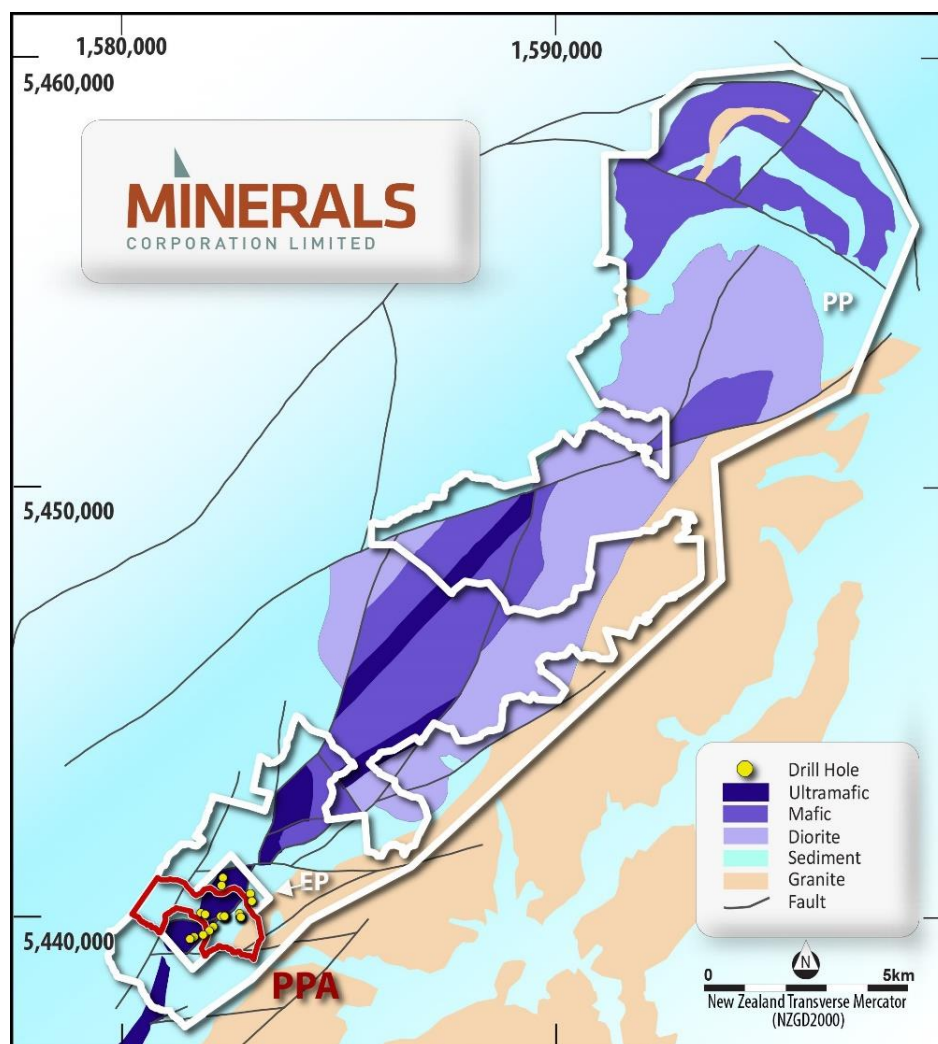 1,580,000
1,590,000
5,460,000
MINERALS
CORPORATION LIMITED
PP
5,450,000
Drill Hole
Ultramafic
Mafic
Diorite
Sediment
Granite
Fault
EP
5,440,000
PPA
N
0 5km
New Zealand Transverse Mercator
(NZGD2000)